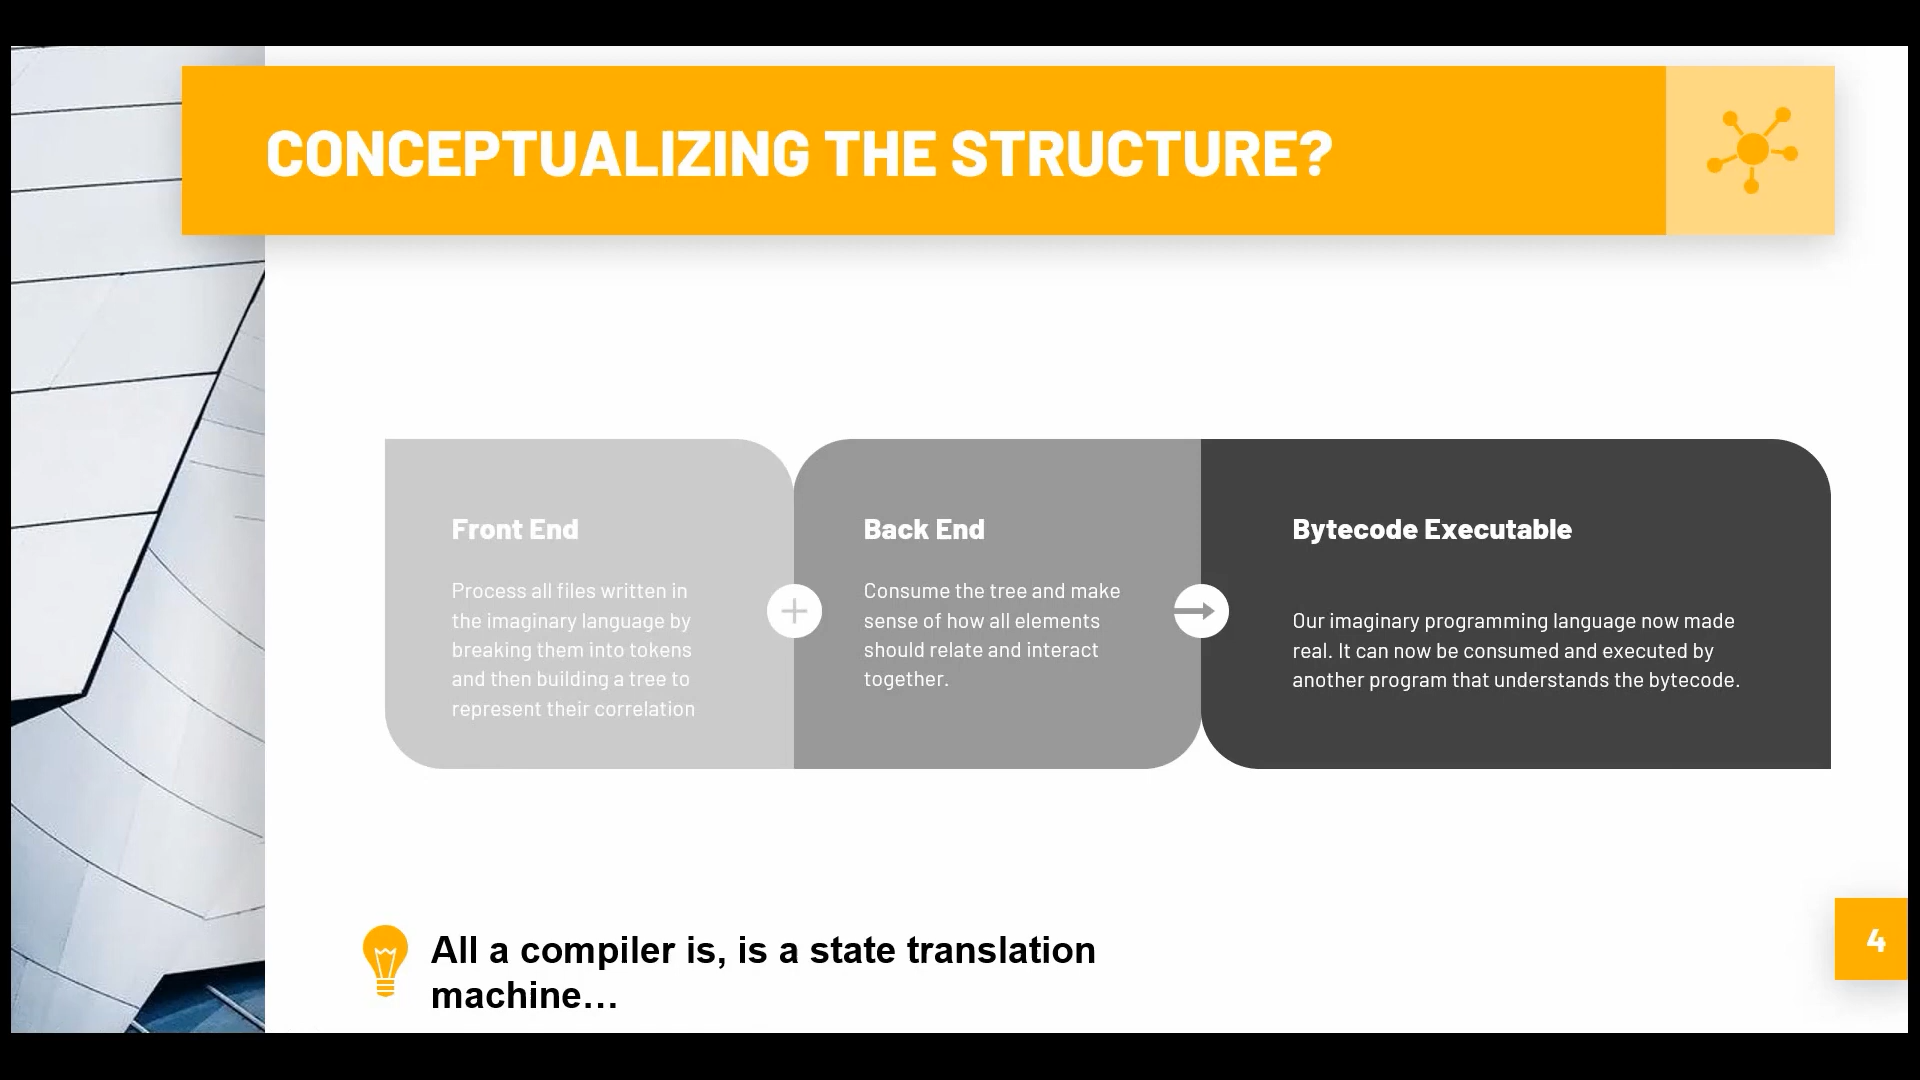 CONCEPTUALIZING THE STRUCTURE?
Front End
Process all files written in
the imaginary language by
breaking them into tokens
and then building a tree to
represent their correlation
Back End
Consume the tree and make
sense of how all elements
should relate and interact
together.
Bytecode Executable
Our imaginary programming language now made
real. It can now be consumed and executed by
another program that understands the bytecode.
All a compiler is, is a state translation
machine...
4